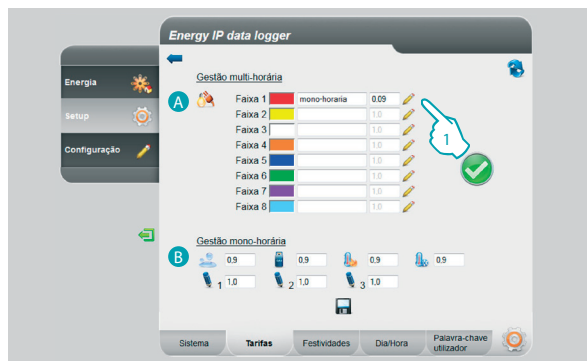 Energy IP data logger
Energia
Setup
Configuração
Gestão multi-horária
A
Faixa 1 mono-horaria 0,09
Faixa 2 1,0
Faixa 3 1,0
Faixa 4 1,0
Faixa 5 1,0
Faixa 6 1,0
Faixa 7 1,0
Faixa 8 1,0
1
Gestão mono-horária
B
0,9 0,9 0,9 0,9
1 1,0 2 1,0 3 1,0
Sistema Tarifas Festividades Dia/Hora Palavra-chave
utilizador